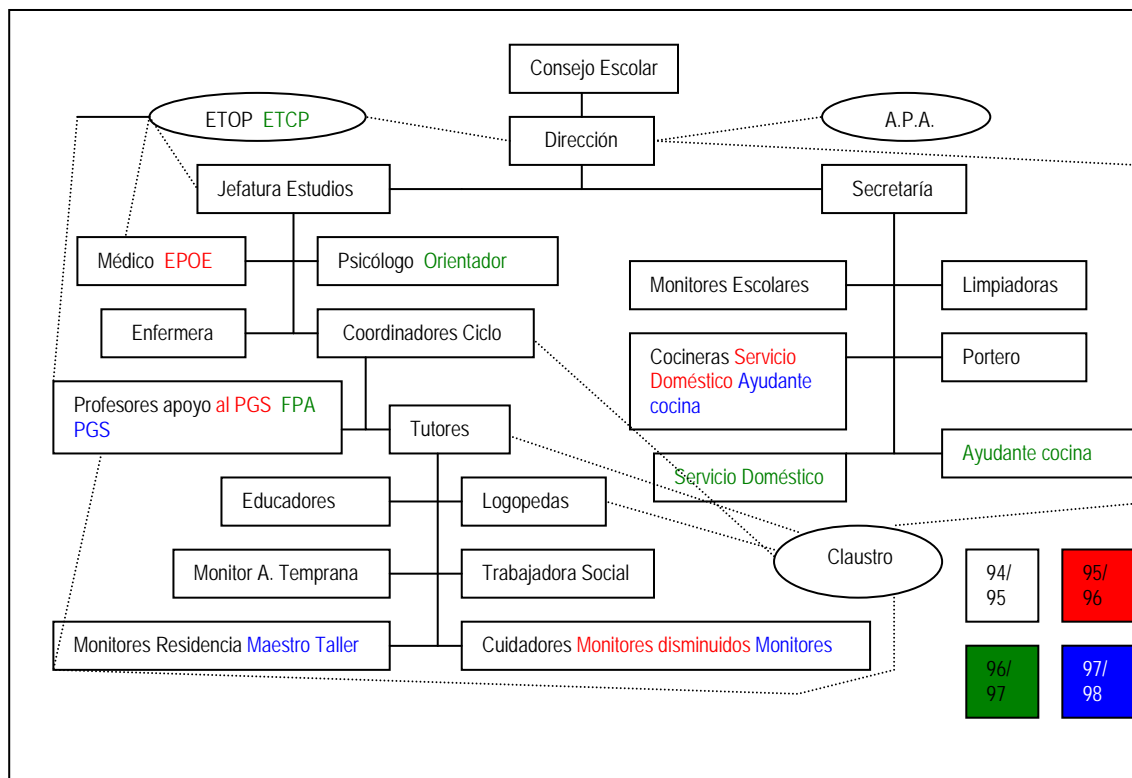 Consejo Escolar
ETOP ETCP
A.P.A.
Dirección
Jefatura Estudios
Secretaría
Médico EPOE
Psicólogo Orientador
Monitores Escolares
Limpiadoras
Enfermera
Coordinadores Ciclo
Cocineras Servicio
Doméstico Ayudante
cocina
Portero
Profesores apoyo al PGS FPA
PGS
Tutores
Servicio Doméstico
Ayudante cocina
Educadores
Logopedas
Claustro
Monitor A. Temprana
Trabajadora Social
94/
95
95/
96
Monitores Residencia Maestro Taller
Cuidadores Monitores disminuidos Monitores
96/
97
97/
98